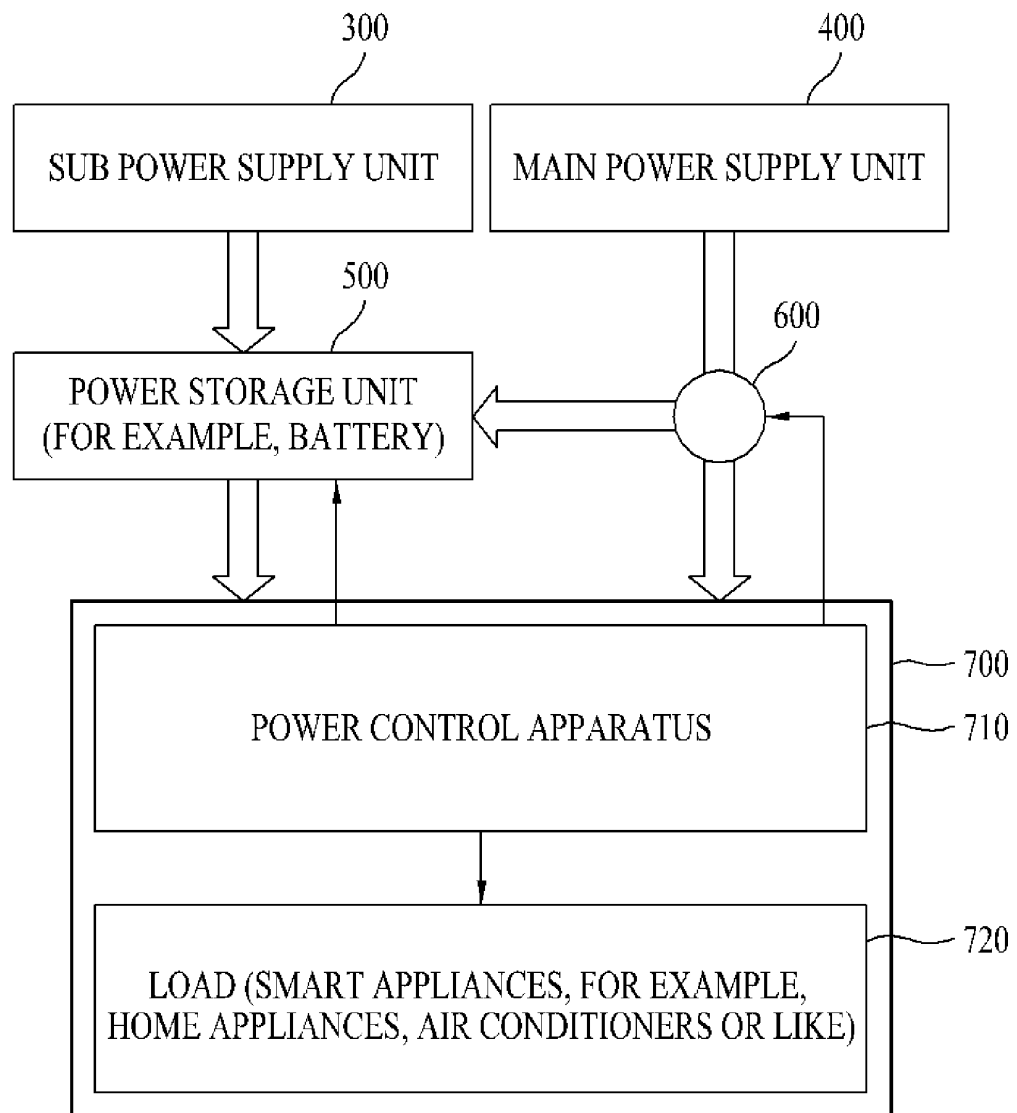 300
400
SUB POWER SUPPLY UNIT
MAIN POWER SUPPLY UNIT
500
600
POWER STORAGE UNIT
(FOR EXAMPLE, BATTERY)
700
POWER CONTROL APPARATUS
710
720
LOAD (SMART APPLIANCES, FOR EXAMPLE,
HOME APPLIANCES, AIR CONDITIONERS OR LIKE)